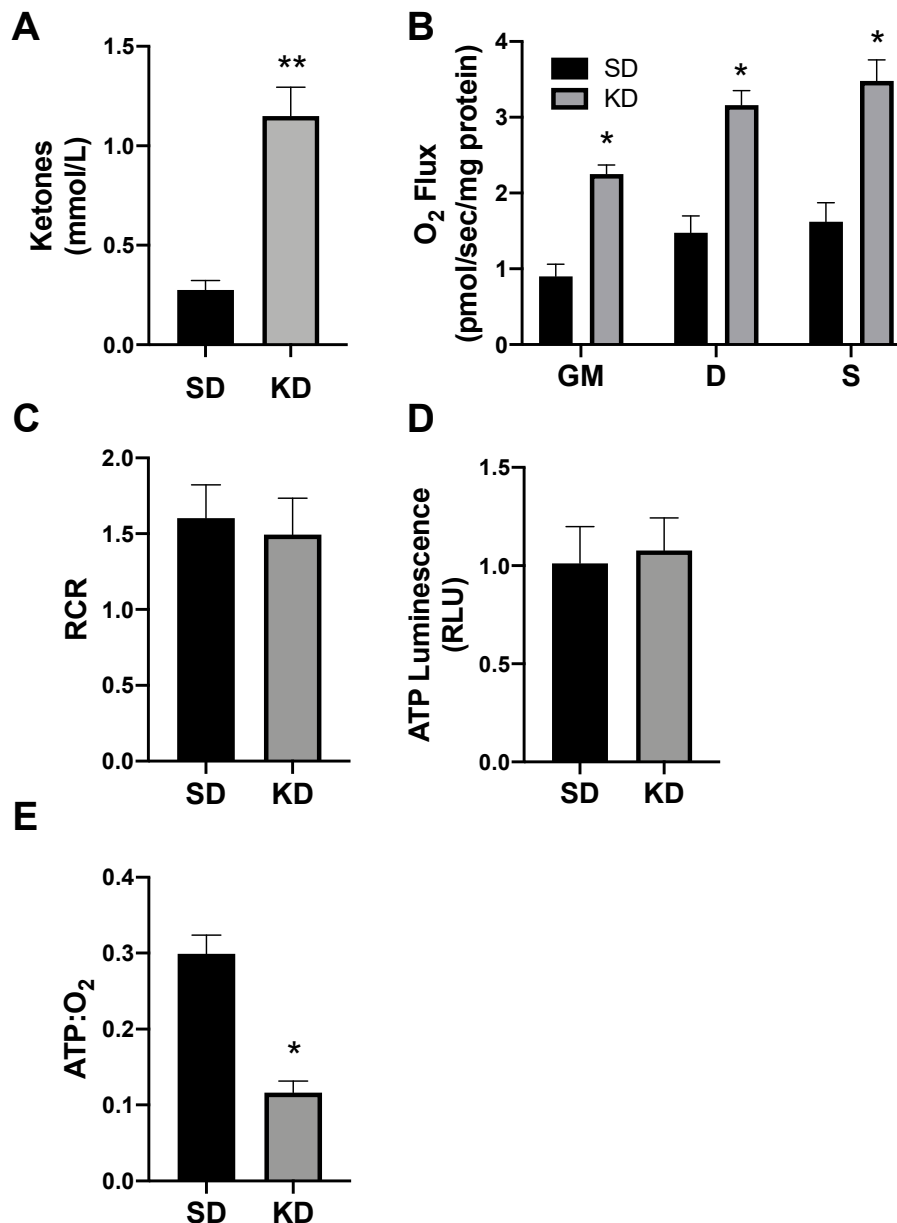 A
Ketones
(mmol/L)
1.5
1.0
0.5
0.0
**
SD
KD
B
O2 Flux
(pmol/sec/mg protein)
4
3
2
1
0
SD
KD
*
*
*
GM
D
S
C
RCR
2.0
1.5
1.0
0.5
0.0
SD
KD
D
ATP Luminescence
(RLU)
1.5
1.0
0.5
0.0
SD
KD
E
ATP:O2
0.4
0.3
0.2
0.1
0.0
*
SD
KD